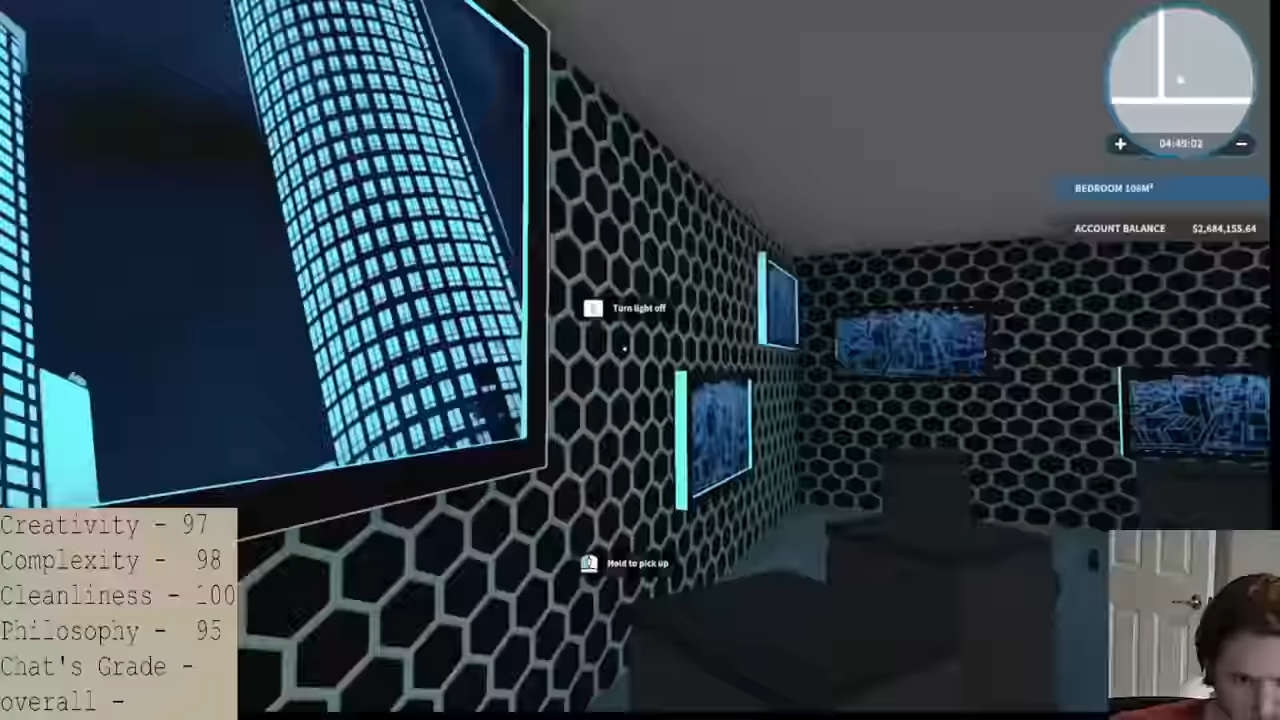 04:49:02
BEDROOM 106M²
ACCOUNT BALANCE $2,684,155.64
Turn light off
Hold to pick up
Creativity - 97
Complexity - 98
Cleanliness - 100
Philosophy - 95
Chat's Grade -
overall -